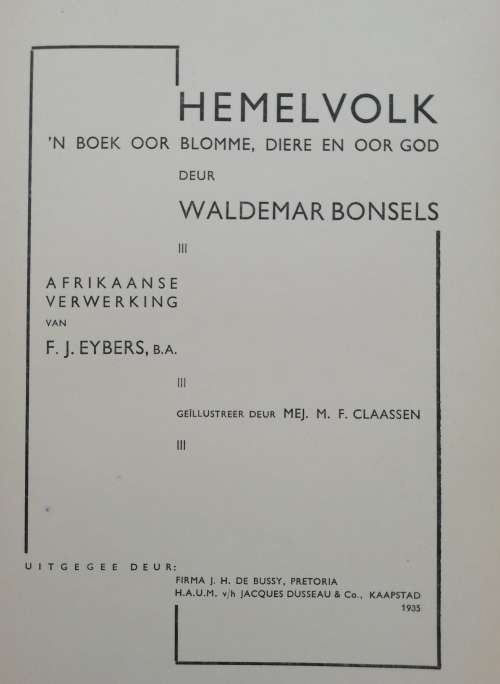 HEMELVOLK
'N BOEK OOR BLOMME, DIERE EN OOR GOD
DEUR
WALDEMAR BONSELS
III
AFRIKAANSE
VERWERKING
VAN
F. J. EYBERS, B.A.
III
GEÏLLUSTREER DEUR MEJ. M. F. CLAASSEN
III
UITGEGEE DEUR:
FIRMA J. H. DE BUSSY, PRETORIA
H.A.U.M. v/h JACQUES DUSSEAU & Co., KAAPSTAD
1935